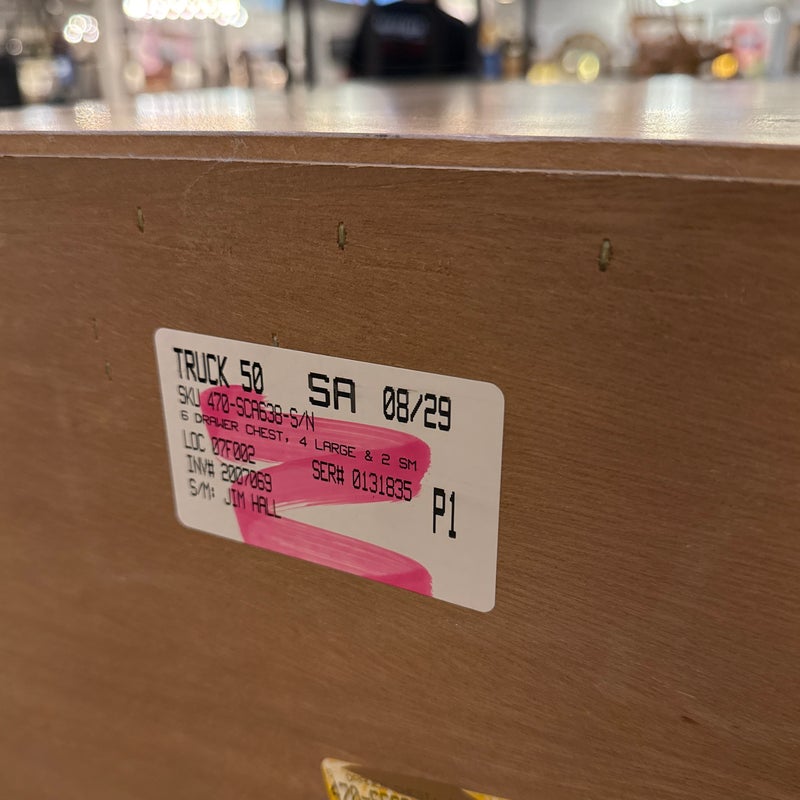 TRUCK 50 SA 08/29
SKU 470-SCA638-S/N
6 DRAWER CHEST, 4 LARGE & 2 SM
LOC 07F002
INV# 2007069 SER# 0131835
S/M: JIM HALL P1